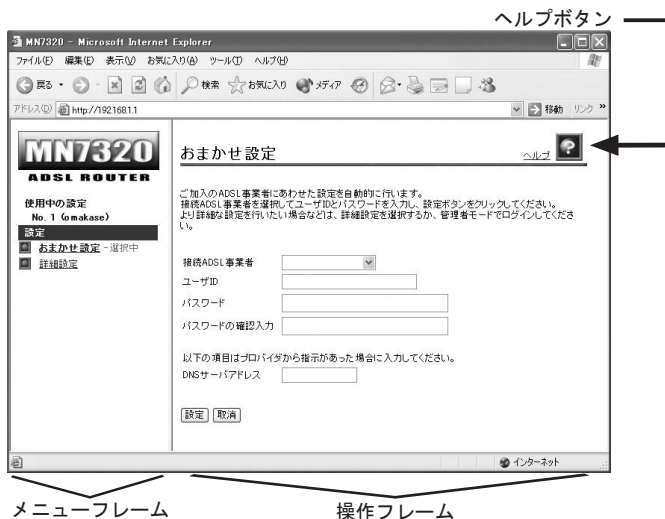 ヘルプボタン
MN7320 - Microsoft Internet Explorer
ファイル(F) 編集(E) 表示(V) お気に入り(A) ツール(T) ヘルプ(H)
戻る 検索 お気に入り メディア
アドレス(D) http://192.168.1.1 移動 リンク »
MN7320
ADSL ROUTER
使用中の設定
No. 1 (omakase)
設定
おまかせ設定 - 選択中
詳細設定
おまかせ設定
ヘルプ ?
ご加入のADSL事業者にあわせた設定を自動的に行います。
接続ADSL事業者を選択してユーザIDとパスワードを入力し、設定ボタンをクリックしてください。
より詳細な設定を行いたい場合などは、詳細設定を選択するか、管理者モードでログインしてくださ
い。
接続ADSL事業者
ユーザID
パスワード
パスワードの確認入力
以下の項目はプロバイダから指示があった場合に入力してください。
DNSサーバアドレス
設定 取消
インターネット
メニューフレーム
操作フレーム